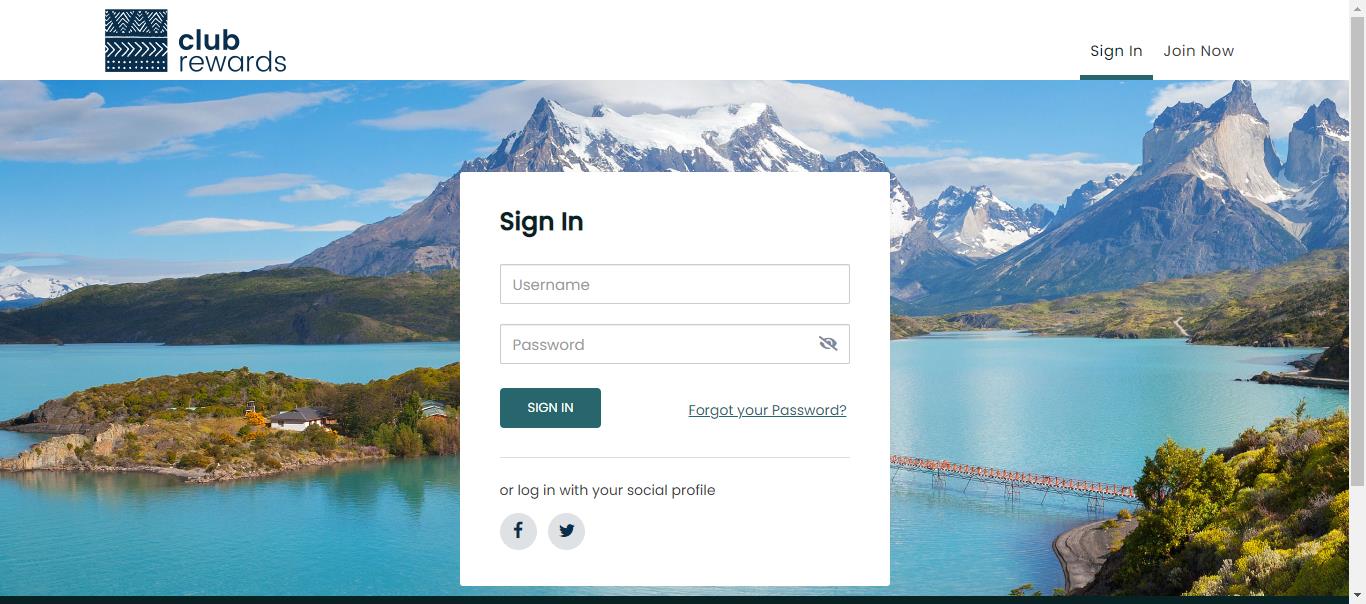 club
rewards
Sign In
Join Now
Sign In
Username
Password
SIGN IN
Forgot your Password?
or log in with your social profile